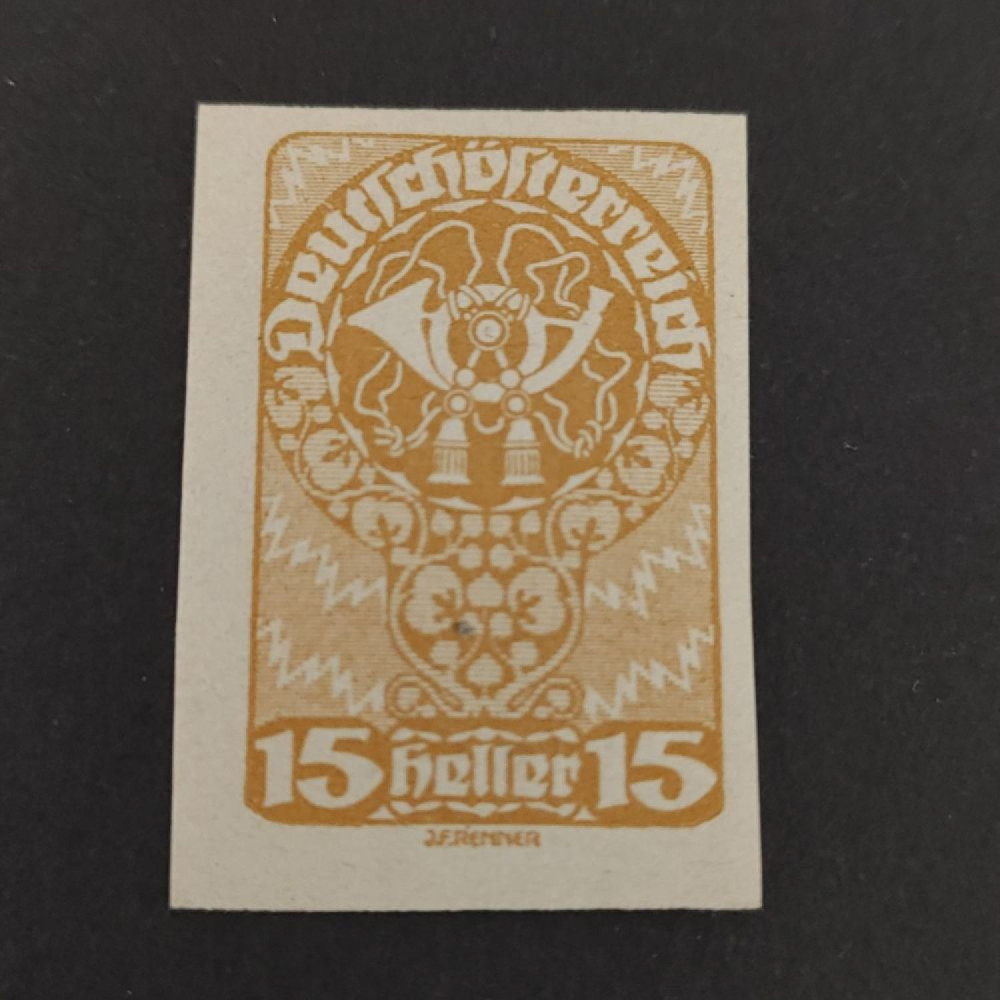 Deutſchöſterreich
15 heller 15
J.F.RENNER